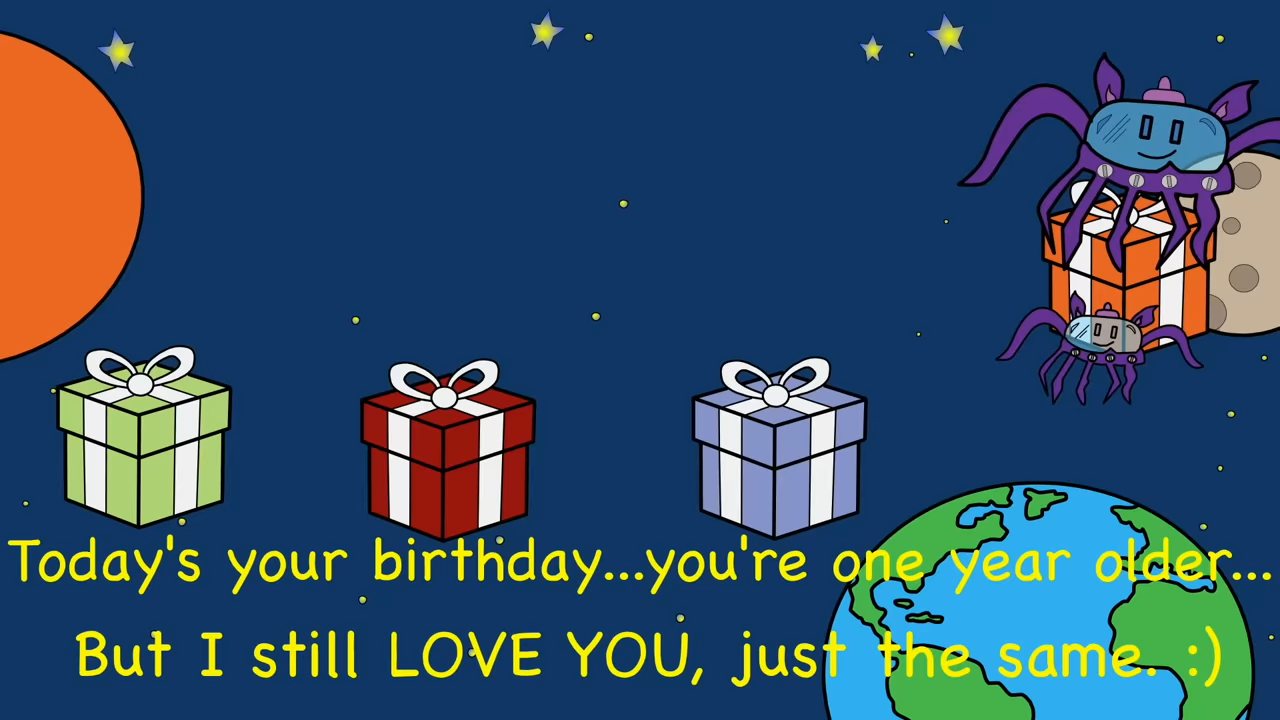 Today's your birthday...you're one year older...
But I still LOVE YOU, just the same. :)